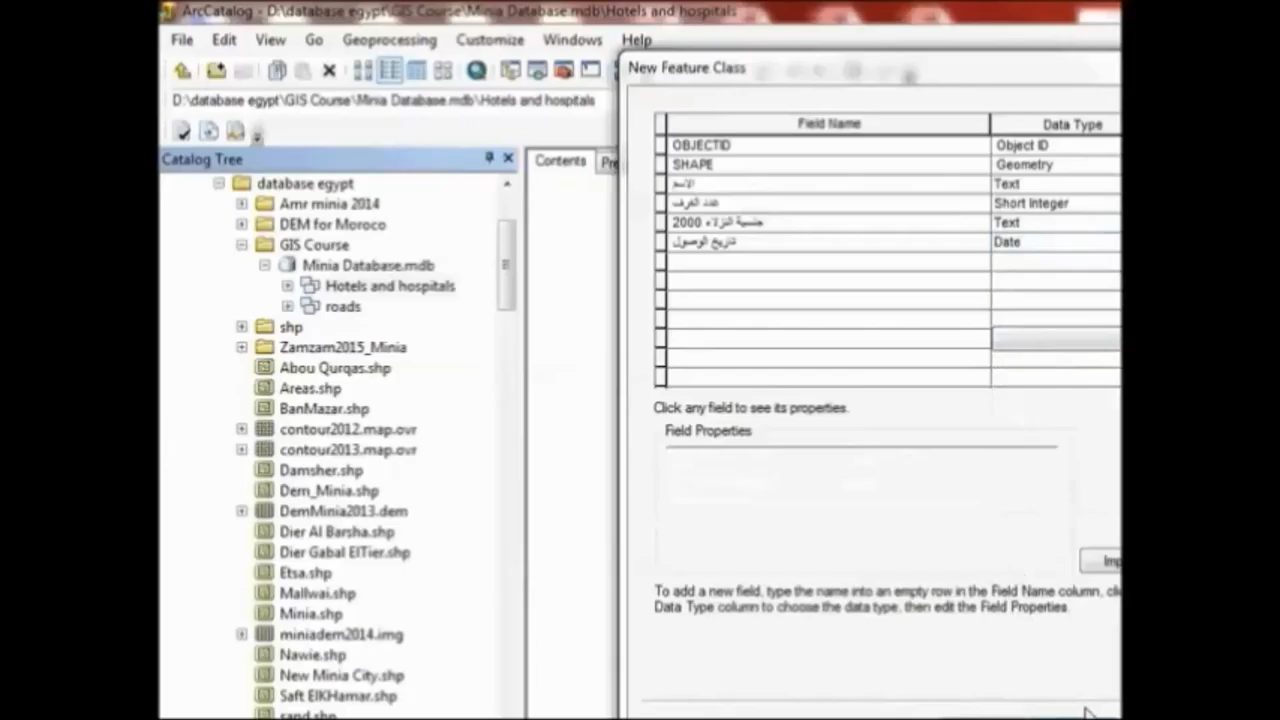 ArcCatalog - D:\database egypt\GIS Course\Minia Database.mdb\Hotels and hospitals
File Edit View Go Geoprocessing Customize Windows Help
D:\database egypt\GIS Course\Minia Database.mdb\Hotels and hospitals
Catalog Tree
database egypt
Amr minia 2014
DEM for Moroco
GIS Course
Minia Database.mdb
Hotels and hospitals
roads
shp
Zamzam2015_Minia
Abou Qurqas.shp
Areas.shp
BanMazar.shp
contour2012.map.ovr
contour2013.map.ovr
Damsher.shp
Dem_Minia.shp
DemMinia2013.dem
Dier Al Barsha.shp
Dier Gabal ElTier.shp
Etsa.shp
Mallwai.shp
Minia.shp
miniadem2014.img
Nawie.shp
New Minia City.shp
Saft ElKHamar.shp
sand.shp
Contents
New Feature Class
Field Name Data Type
OBJECTID Object ID
SHAPE Geometry
الاسم Text
عدد الغرف Short Integer
جنسية النزلاء 2000 Text
تاريخ الوصول Date
Click any field to see its properties.
Field Properties
To add a new field, type the name into an empty row in the Field Name column,
Data Type column to choose the data type, then edit the Field Properties.